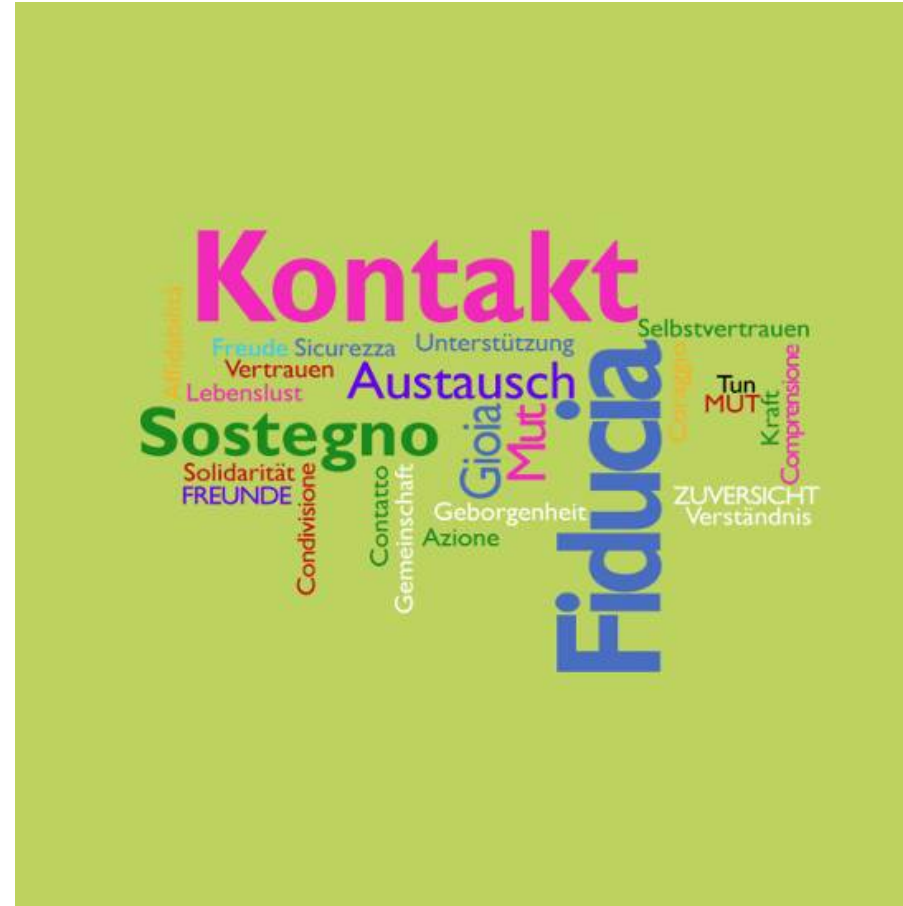 Kontakt
Affidabilità
Selbstvertrauen
Freude
Sicurezza
Unterstützung
Vertrauen
Austausch
Lebenslust
Fiducia
Coraggio
Tun
MUT
Kraft
Comprensione
Sostegno
Gioia
Mut
Solidarität
FREUNDE
Condivisione
Contatto
Gemeinschaft
Geborgenheit
Azione
ZUVERSICHT
Verständnis